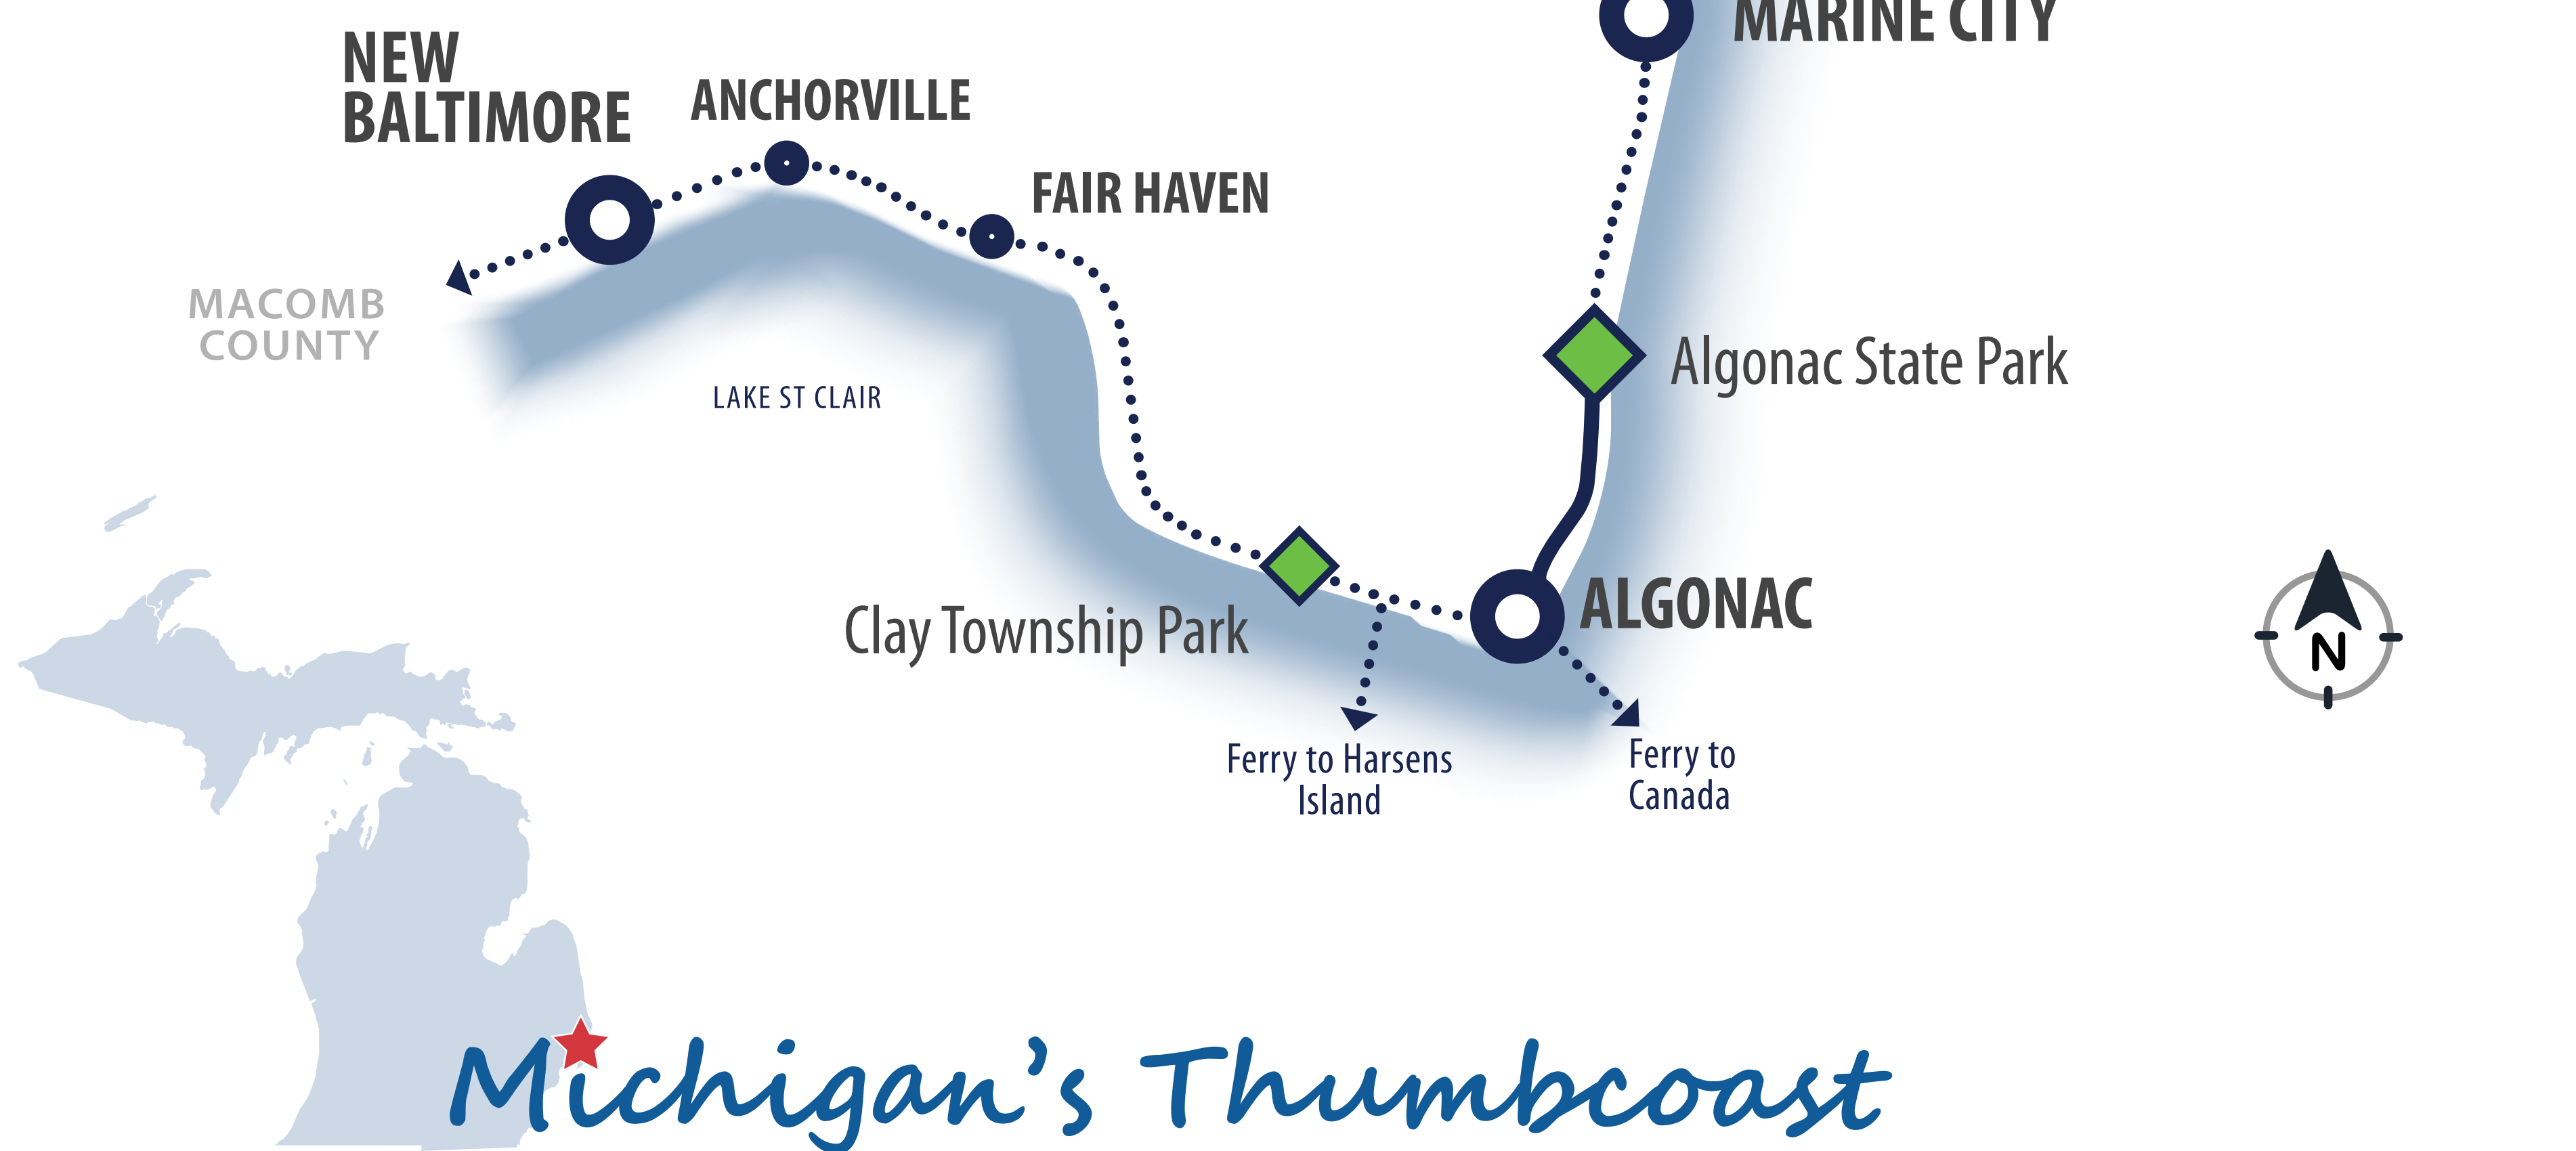 MARINE CITY
NEW
BALTIMORE
ANCHORVILLE
FAIR HAVEN
MACOMB
COUNTY
LAKE ST CLAIR
Algonac State Park
Clay Township Park
ALGONAC
N
Ferry to Harsens
Island
Ferry to
Canada
Michigan's Thumbcoast